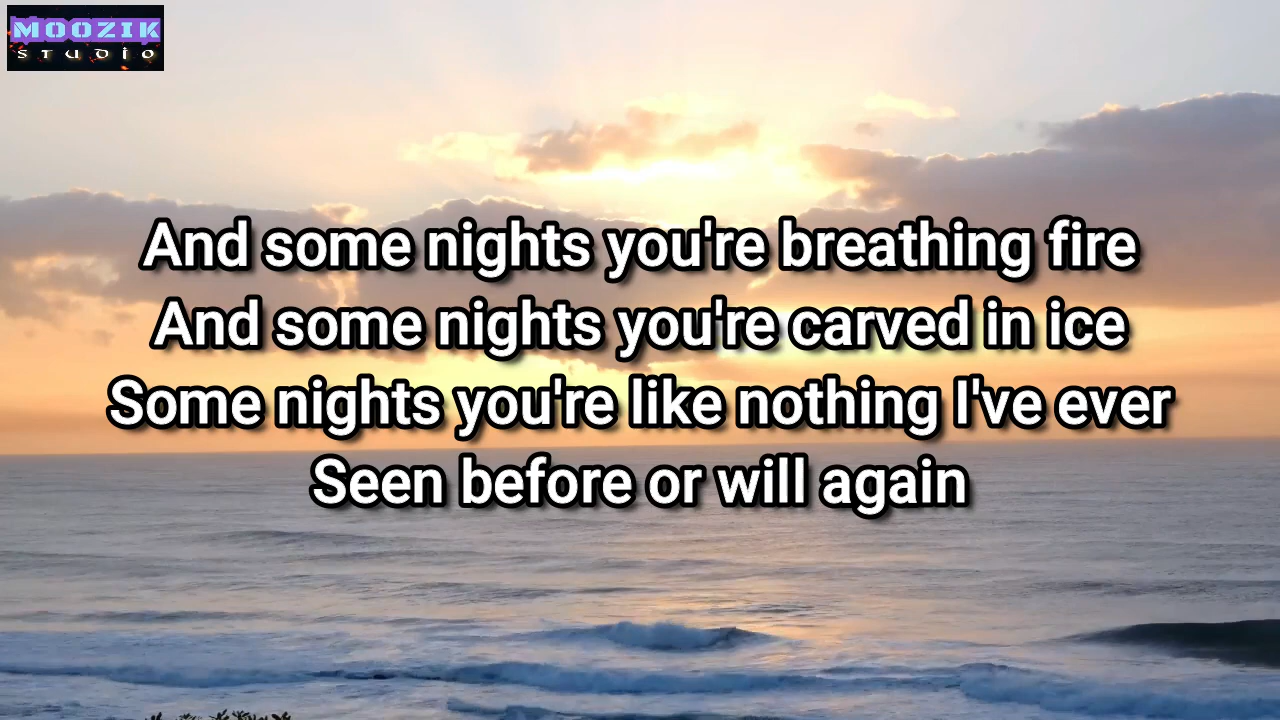 MOOZIK
STUDIO
And some nights you're breathing fire
And some nights you're carved in ice
Some nights you're like nothing I've ever
Seen before or will again